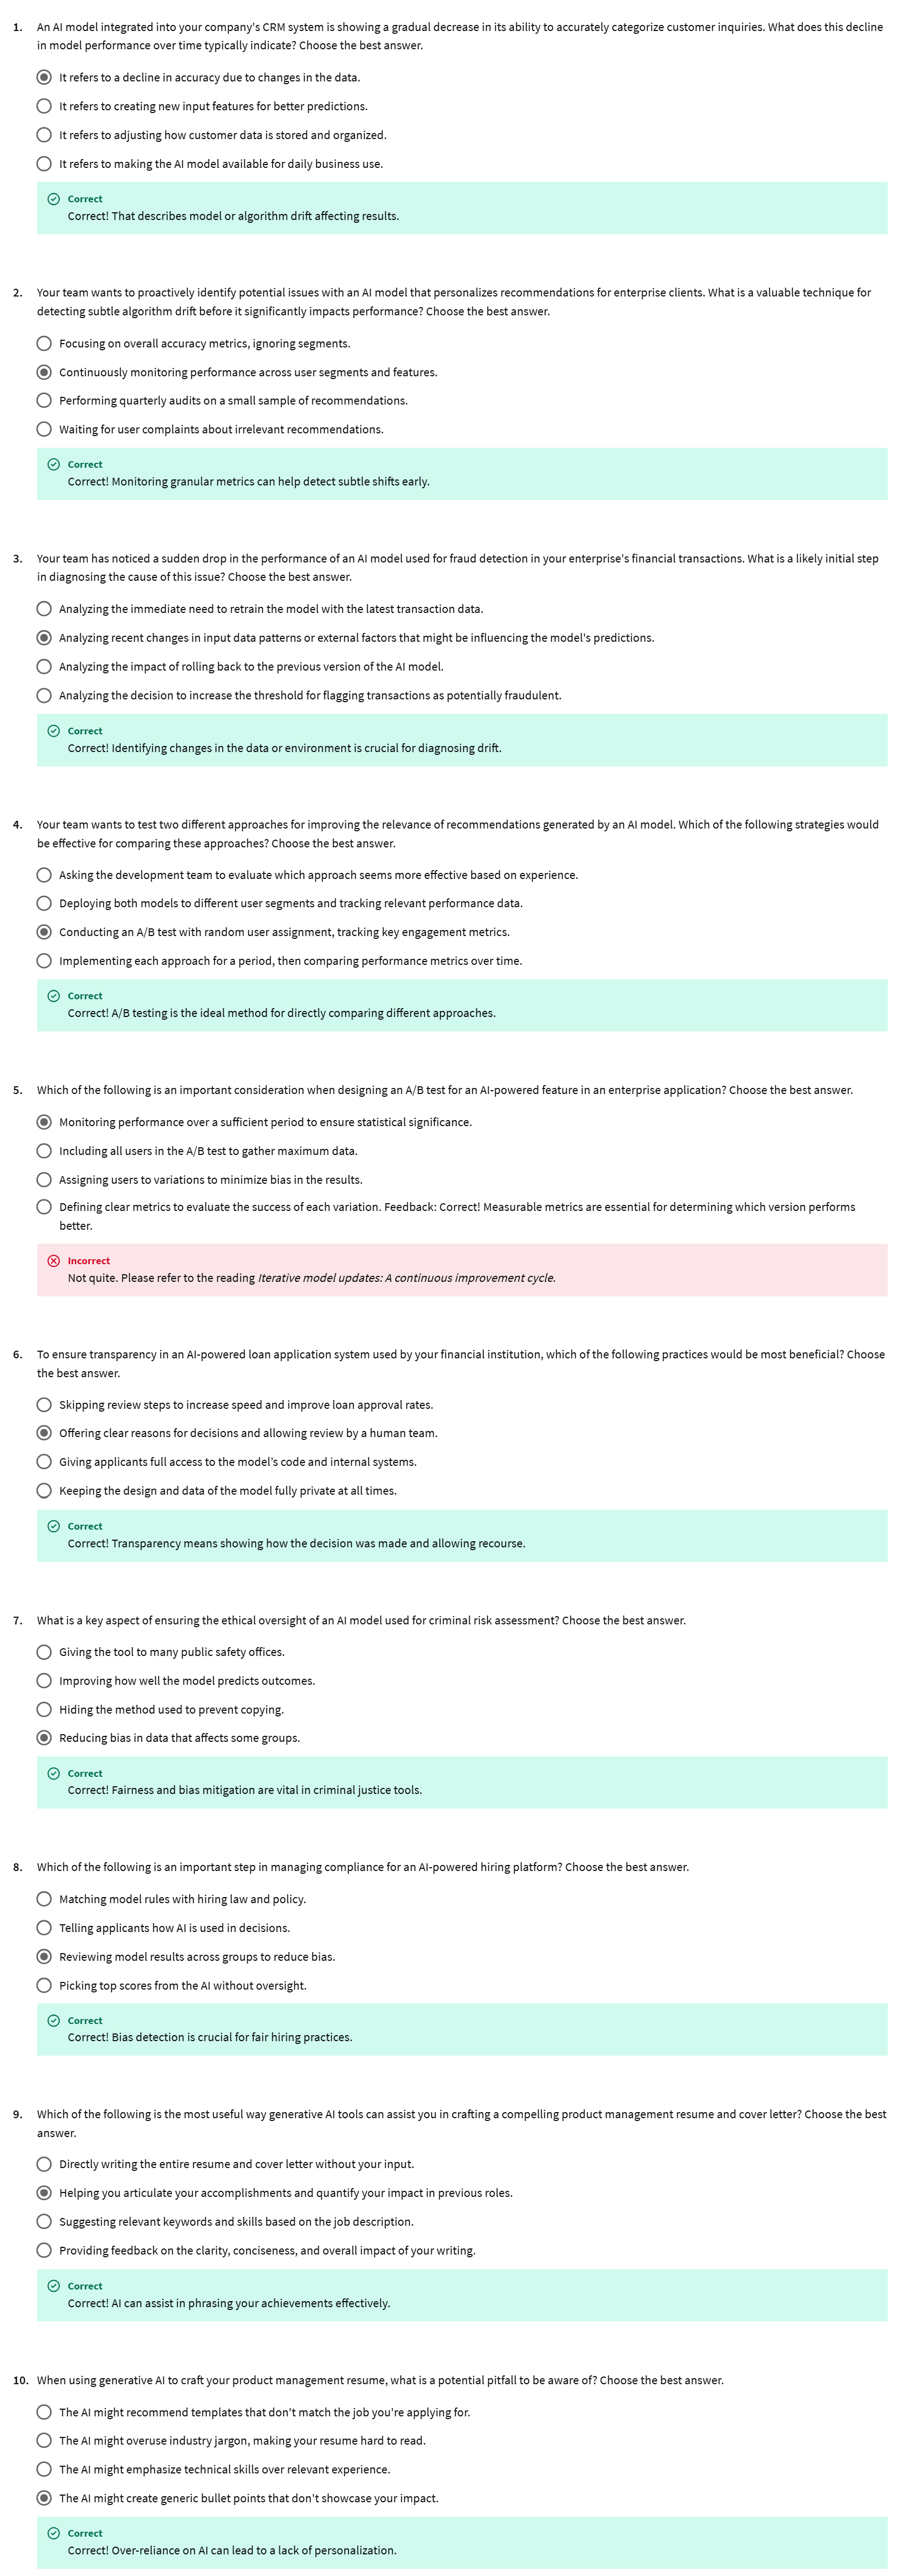 1. An AI model integrated into your company's CRM system is showing a gradual decrease in its ability to accurately categorize customer inquiries. What does this decline
in model performance over time typically indicate? Choose the best answer.
It refers to a decline in accuracy due to changes in the data.
It refers to creating new input features for better predictions.
It refers to adjusting how customer data is stored and organized.
It refers to making the AI model available for daily business use.
Correct
Correct! That describes model or algorithm drift affecting results.
2. Your team wants to proactively identify potential issues with an AI model that personalizes recommendations for enterprise clients. What is a valuable technique for
detecting subtle algorithm drift before it significantly impacts performance? Choose the best answer.
Focusing on overall accuracy metrics, ignoring segments.
Continuously monitoring performance across user segments and features.
Performing quarterly audits on a small sample of recommendations.
Waiting for user complaints about irrelevant recommendations.
Correct
Correct! Monitoring granular metrics can help detect subtle shifts early.
3. Your team has noticed a sudden drop in the performance of an AI model used for fraud detection in your enterprise's financial transactions. What is a likely initial step
in diagnosing the cause of this issue? Choose the best answer.
Analyzing the immediate need to retrain the model with the latest transaction data.
Analyzing recent changes in input data patterns or external factors that might be influencing the model's predictions.
Analyzing the impact of rolling back to the previous version of the AI model.
Analyzing the decision to increase the threshold for flagging transactions as potentially fraudulent.
Correct
Correct! Identifying changes in the data or environment is crucial for diagnosing drift.
4. Your team wants to test two different approaches for improving the relevance of recommendations generated by an AI model. Which of the following strategies would
be effective for comparing these approaches? Choose the best answer.
Asking the development team to evaluate which approach seems more effective based on experience.
Deploying both models to different user segments and tracking relevant performance data.
Conducting an A/B test with random user assignment, tracking key engagement metrics.
Implementing each approach for a period, then comparing performance metrics over time.
Correct
Correct! A/B testing is the ideal method for directly comparing different approaches.
5. Which of the following is an important consideration when designing an A/B test for an AI-powered feature in an enterprise application? Choose the best answer.
Monitoring performance over a sufficient period to ensure statistical significance.
Including all users in the A/B test to gather maximum data.
Assigning users to variations to minimize bias in the results.
Defining clear metrics to evaluate the success of each variation. Feedback: Correct! Measurable metrics are essential for determining which version performs
better.
Incorrect
Not quite. Please refer to the reading Iterative model updates: A continuous improvement cycle.
6. To ensure transparency in an AI-powered loan application system used by your financial institution, which of the following practices would be most beneficial? Choose
the best answer.
Skipping review steps to increase speed and improve loan approval rates.
Offering clear reasons for decisions and allowing review by a human team.
Giving applicants full access to the model’s code and internal systems.
Keeping the design and data of the model fully private at all times.
Correct
Correct! Transparency means showing how the decision was made and allowing recourse.
7. What is a key aspect of ensuring the ethical oversight of an AI model used for criminal risk assessment? Choose the best answer.
Giving the tool to many public safety offices.
Improving how well the model predicts outcomes.
Hiding the method used to prevent copying.
Reducing bias in data that affects some groups.
Correct
Correct! Fairness and bias mitigation are vital in criminal justice tools.
8. Which of the following is an important step in managing compliance for an AI-powered hiring platform? Choose the best answer.
Matching model rules with hiring law and policy.
Telling applicants how AI is used in decisions.
Reviewing model results across groups to reduce bias.
Picking top scores from the AI without oversight.
Correct
Correct! Bias detection is crucial for fair hiring practices.
9. Which of the following is the most useful way generative AI tools can assist you in crafting a compelling product management resume and cover letter? Choose the best
answer.
Directly writing the entire resume and cover letter without your input.
Helping you articulate your accomplishments and quantify your impact in previous roles.
Suggesting relevant keywords and skills based on the job description.
Providing feedback on the clarity, conciseness, and overall impact of your writing.
Correct
Correct! AI can assist in phrasing your achievements effectively.
10. When using generative AI to craft your product management resume, what is a potential pitfall to be aware of? Choose the best answer.
The AI might recommend templates that don't match the job you're applying for.
The AI might overuse industry jargon, making your resume hard to read.
The AI might emphasize technical skills over relevant experience.
The AI might create generic bullet points that don't showcase your impact.
Correct
Correct! Over-reliance on AI can lead to a lack of personalization.